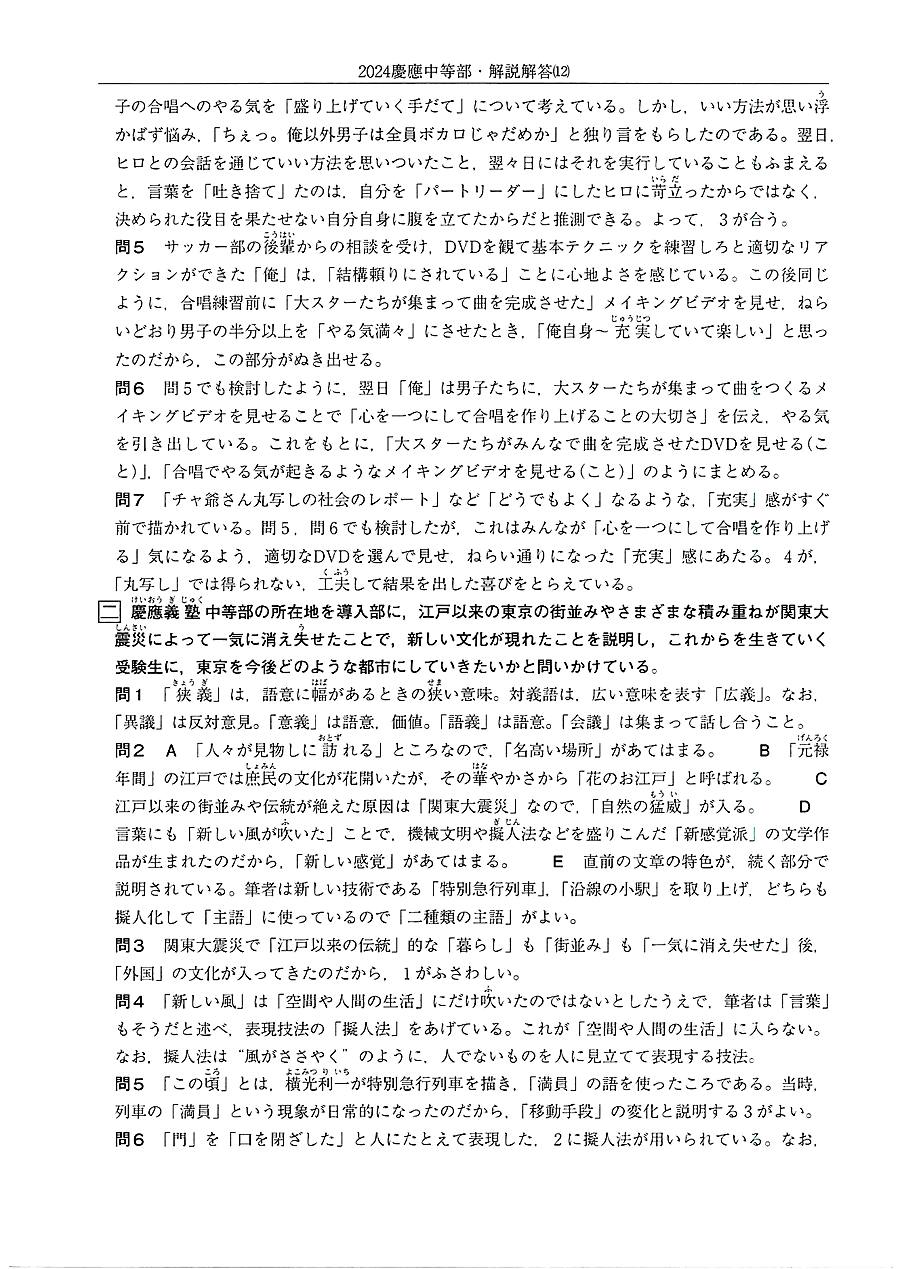 2024慶應中等部・解説解答⑿
子の合唱へのやる気を「盛り上げていく手だて」について考えている。しかし，いい方法が思い浮
かばず悩み，「ちぇっ。俺以外男子は全員ボカロじゃだめか」と独り言をもらしたのである。翌日，
ヒロとの会話を通じていい方法を思いついたこと，翌々日にはそれを実行していることもふまえる
と，言葉を「吐き捨て」たのは，自分を「パートリーダー」にしたヒロに苛立ったからではなく，
決められた役目を果たせない自分自身に腹を立てたからだと推測できる。よって，3が合う。
問5 サッカー部の後輩からの相談を受け，DVDを観て基本テクニックを練習しろと適切なリア
クションができた「俺」は，「結構頼りにされている」ことに心地よさを感じている。この後同じ
ように，合唱練習前に「大スターたちが集まって曲を完成させた」メイキングビデオを見せ，ねら
いどおり男子の半分以上を「やる気満々」にさせたとき，「俺自身～充実していて楽しい」と思っ
たのだから，この部分がぬき出せる。
問6 問5でも検討したように，翌日「俺」は男子たちに，大スターたちが集まって曲をつくるメ
イキングビデオを見せることで「心を一つにして合唱を作り上げることの大切さ」を伝え，やる気
を引き出している。これをもとに，「大スターたちがみんなで曲を完成させたDVDを見せる(こ
と)」，「合唱でやる気が起きるようなメイキングビデオを見せる(こと)」のようにまとめる。
問7 「チャ爺さん丸写しの社会のレポート」など「どうでもよく」なるような，「充実」感がすぐ
前で描かれている。問5，問6でも検討したが，これはみんなが「心を一つにして合唱を作り上げ
る」気になるよう，適切なDVDを選んで見せ，ねらい通りになった「充実」感にあたる。4が，
「丸写し」では得られない，工夫して結果を出した喜びをとらえている。
二 慶應義塾中等部の所在地を導入部に，江戸以来の東京の街並みやさまざまな積み重ねが関東大
震災によって一気に消え失せたことで，新しい文化が現れたことを説明し，これからを生きていく
受験生に，東京を今後どのような都市にしていきたいかと問いかけている。
問1 「狭義」は，語意に幅があるときの狭い意味。対義語は，広い意味を表す「広義」。なお，
「異議」は反対意見。「意義」は語意，価値。「語義」は語意。「会議」は集まって話し合うこと。
問2 A 「人々が見物しに訪れる」ところなので，「名高い場所」があてはまる。 B 「元禄
年間」の江戸では庶民の文化が花開いたが，その華やかさから「花のお江戸」と呼ばれる。 C
江戸以来の街並みや伝統が絶えた原因は「関東大震災」なので，「自然の猛威」が入る。 D
言葉にも「新しい風が吹いた」ことで，機械文明や擬人法などを盛りこんだ「新感覚派」の文学作
品が生まれたのだから，「新しい感覚」があてはまる。 E 直前の文章の特色が，続く部分で
説明されている。筆者は新しい技術である「特別急行列車」，「沿線の小駅」を取り上げ，どちらも
擬人化して「主語」に使っているので「二種類の主語」がよい。
問3 関東大震災で「江戸以来の伝統」的な「暮らし」も「街並み」も「一気に消え失せた」後，
「外国」の文化が入ってきたのだから，1がふさわしい。
問4 「新しい風」は「空間や人間の生活」にだけ吹いたのではないとしたうえで，筆者は「言葉」
もそうだと述べ，表現技法の「擬人法」をあげている。これが「空間や人間の生活」に入らない。
なお，擬人法は“風がささやく”のように，人でないものを人に見立てて表現する技法。
問5 「この頃」とは，横光利一が特別急行列車を描き，「満員」の語を使ったころである。当時，
列車の「満員」という現象が日常的になったのだから，「移動手段」の変化と説明する3がよい。
問6 「門」を「口を閉ざした」と人にたとえて表現した，2に擬人法が用いられている。なお，